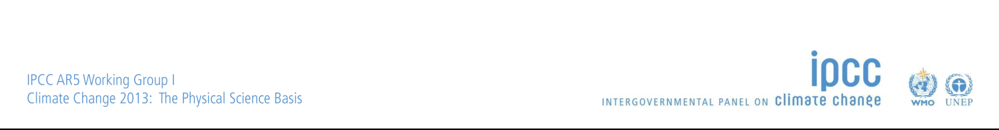 IPCC AR5 Working Group I
Climate Change 2013: The Physical Science Basis
ipcc
INTERGOVERNMENTAL PANEL ON climate change
WMO
UNEP